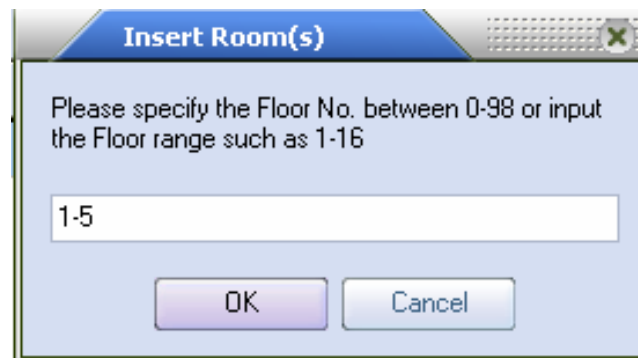 Insert Room(s)
Please specify the Floor No. between 0-98 or input
the Floor range such as 1-16
1-5
OK
Cancel